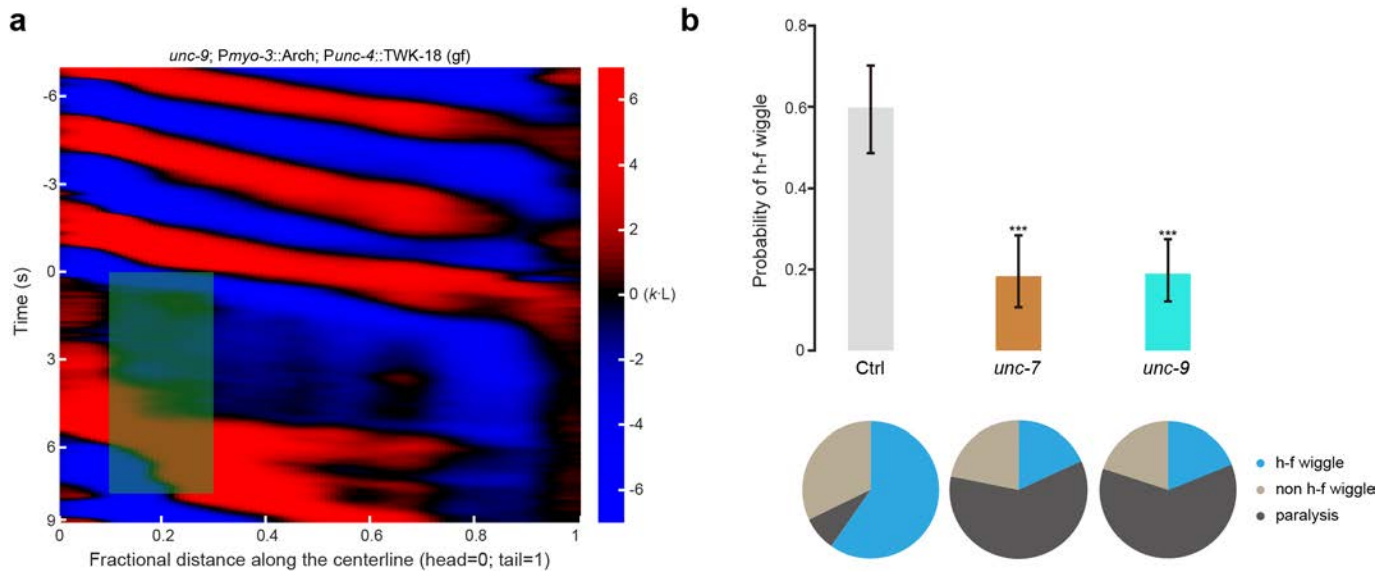 a
unc-9; Pmyo-3::Arch; Punc-4::TWK-18 (gf)
-6
-3
0
3
6
9
Time (s)
0
0.2
0.4
0.6
0.8
1
Fractional distance along the centerline (head=0; tail=1)
6
4
2
0 (k·L)
-2
-4
-6
b
0.8
0.6
0.4
0.2
0
Probability of h-f wiggle
***
***
Ctrl
unc-7
unc-9
h-f wiggle
non h-f wiggle
paralysis